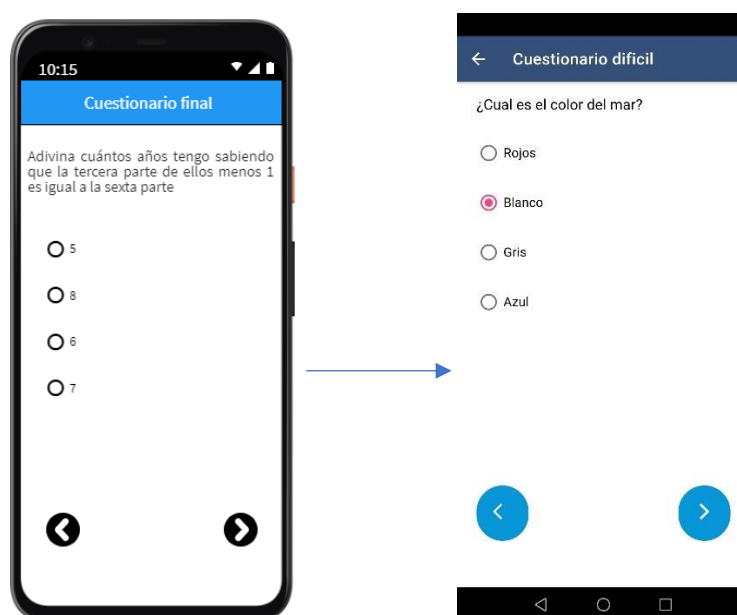 10:15
Cuestionario final
Adivina cuántos años tengo sabiendo
que la tercera parte de ellos menos 1
es igual a la sexta parte
5
8
6
7
Cuestionario dificil
¿Cual es el color del mar?
Rojos
Blanco
Gris
Azul